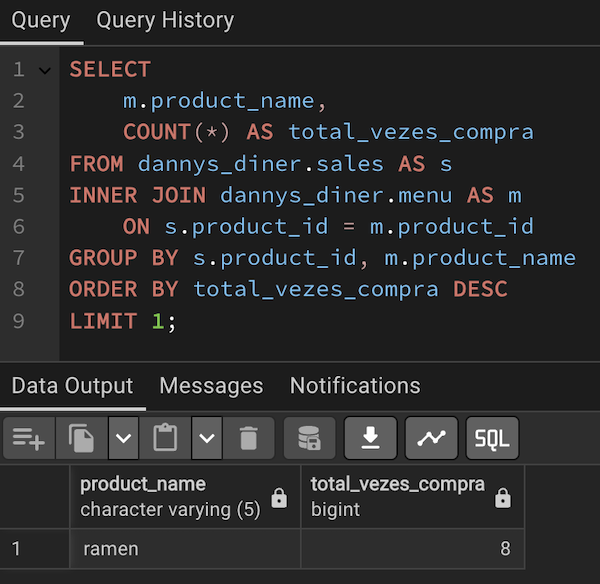 Query Query History
1 SELECT
2 m.product_name,
3 COUNT(*) AS total_vezes_compra
4 FROM dannys_diner.sales AS s
5 INNER JOIN dannys_diner.menu AS m
6 ON s.product_id = m.product_id
7 GROUP BY s.product_id, m.product_name
8 ORDER BY total_vezes_compra DESC
9 LIMIT 1;
Data Output Messages Notifications
SQL
product_name total_vezes_compra
character varying (5) bigint
1 ramen 8